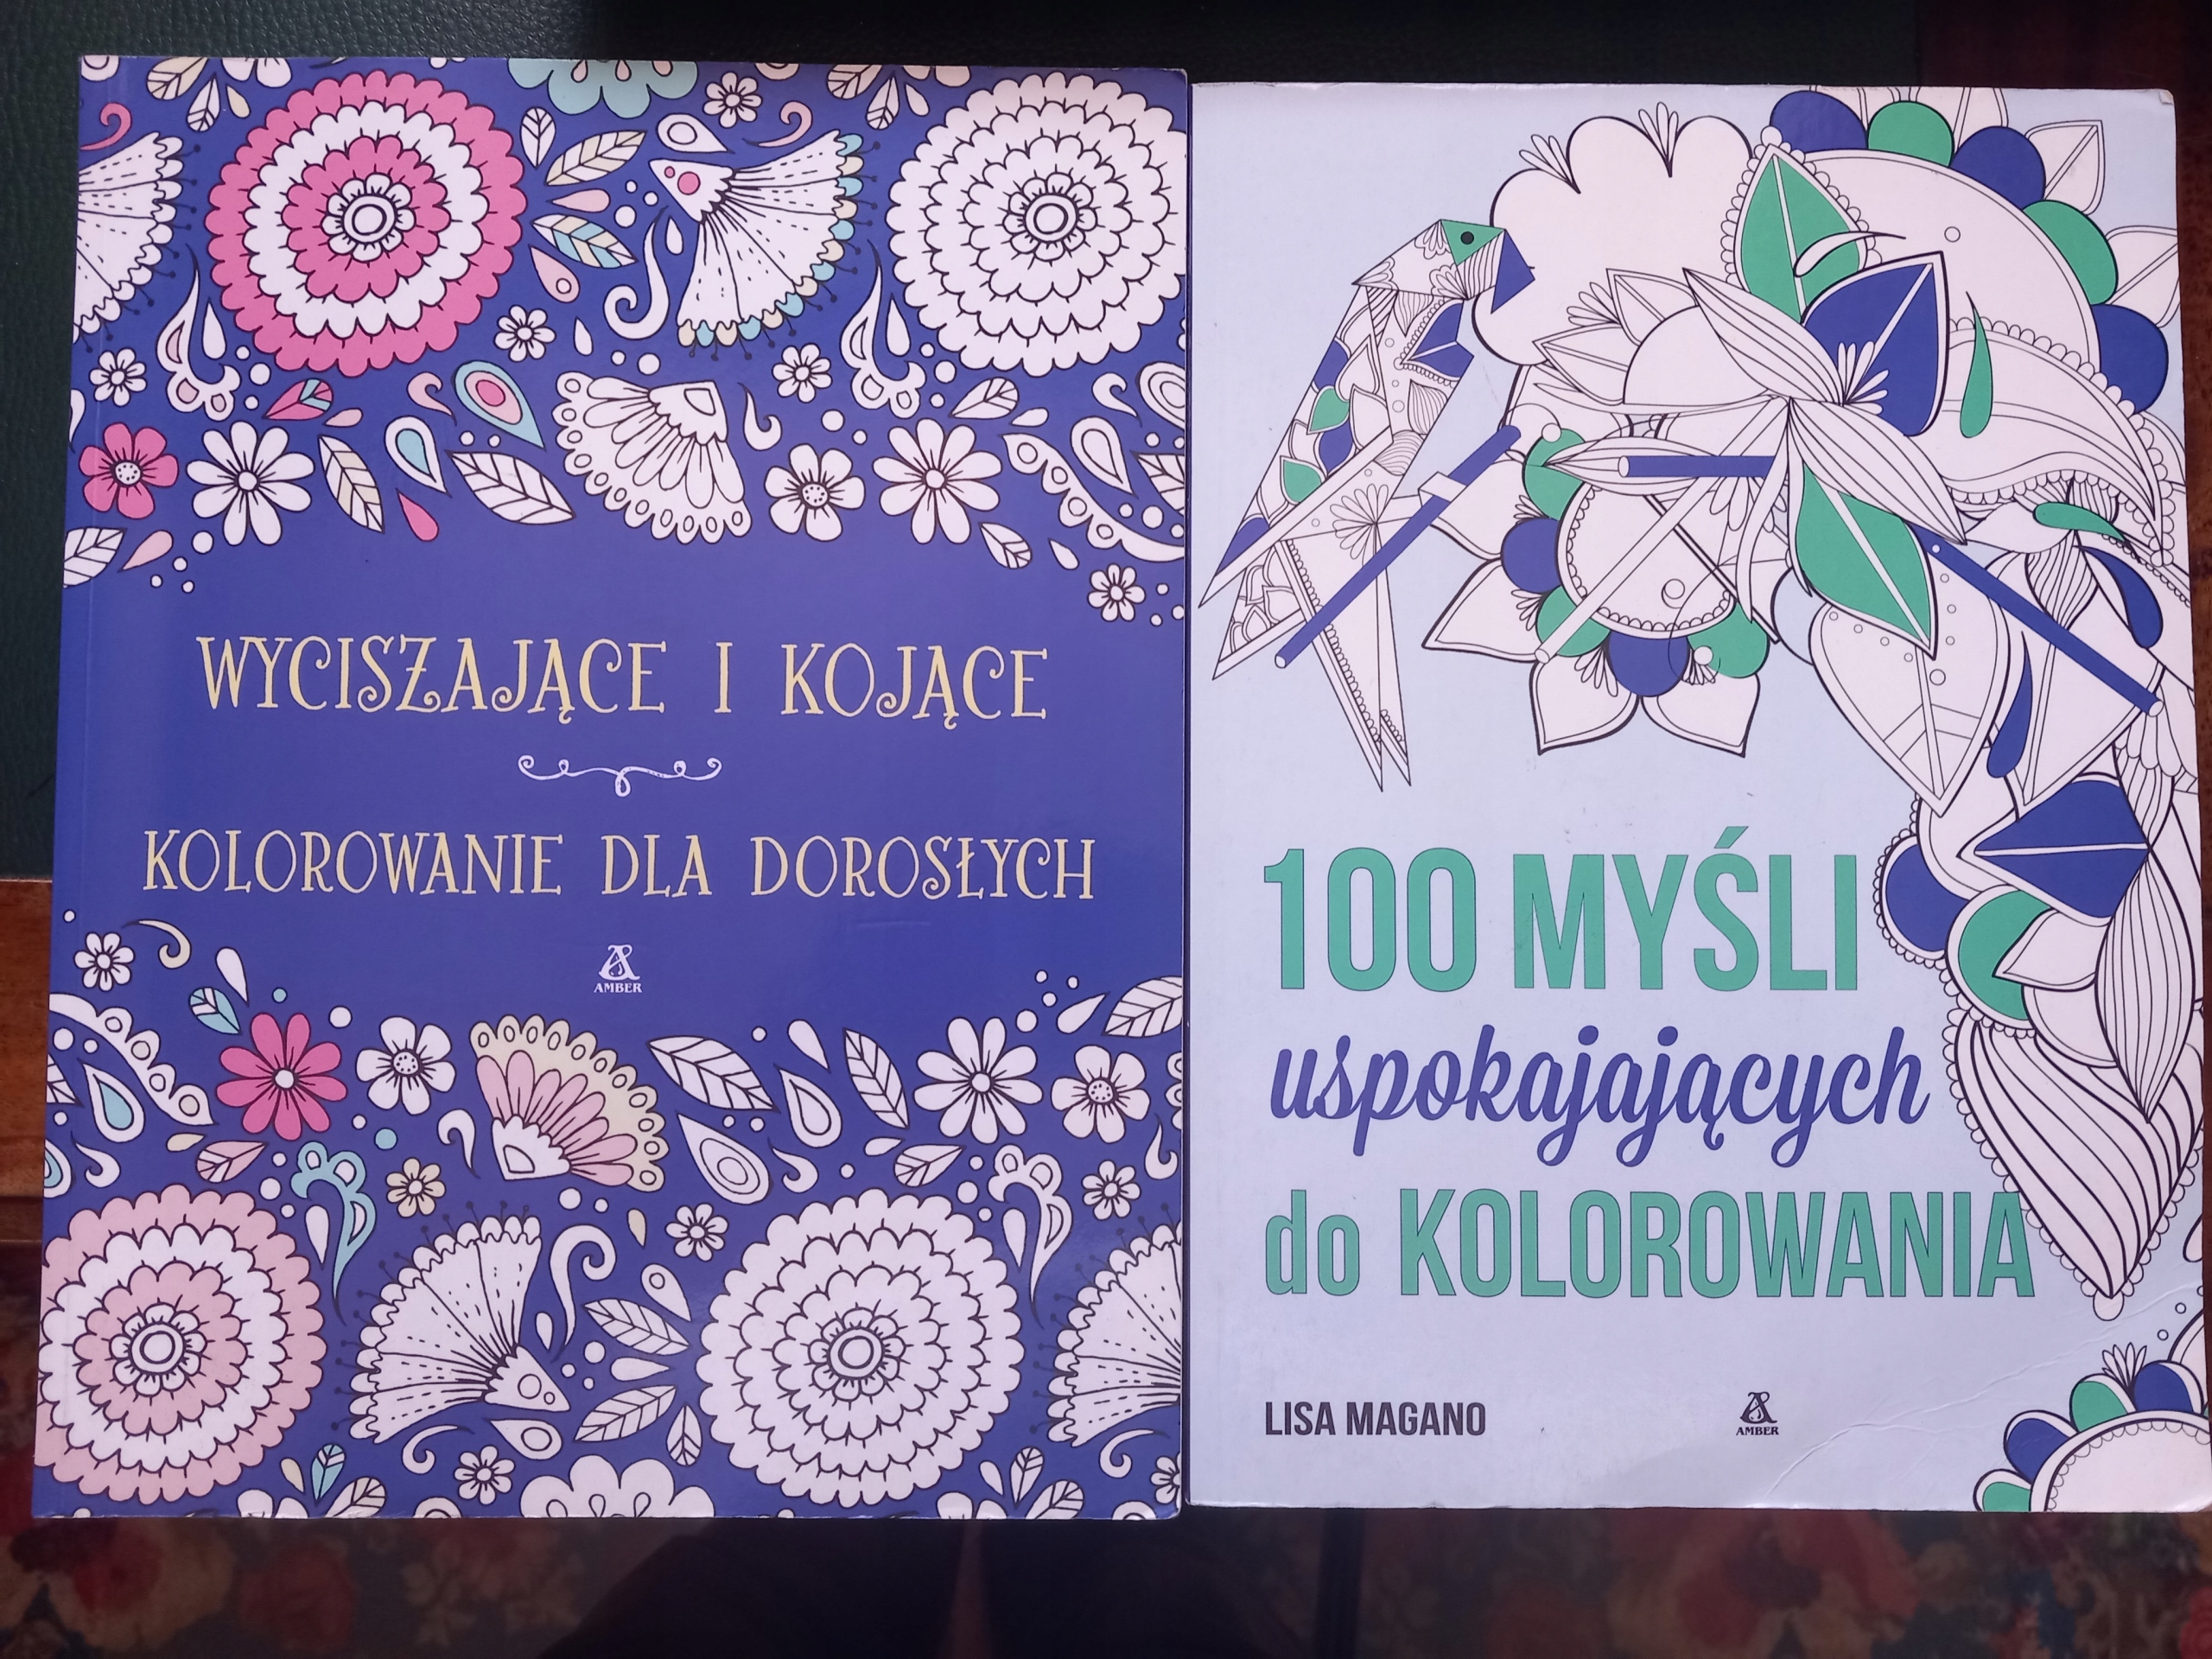 WYCISZAJĄCE I KOJĄCE
KOLOROWANIE DLA DOROSŁYCH
AMBER
100 MYŚLI
uspokajających
do KOLOROWANIA
LISA MAGANO
AMBER